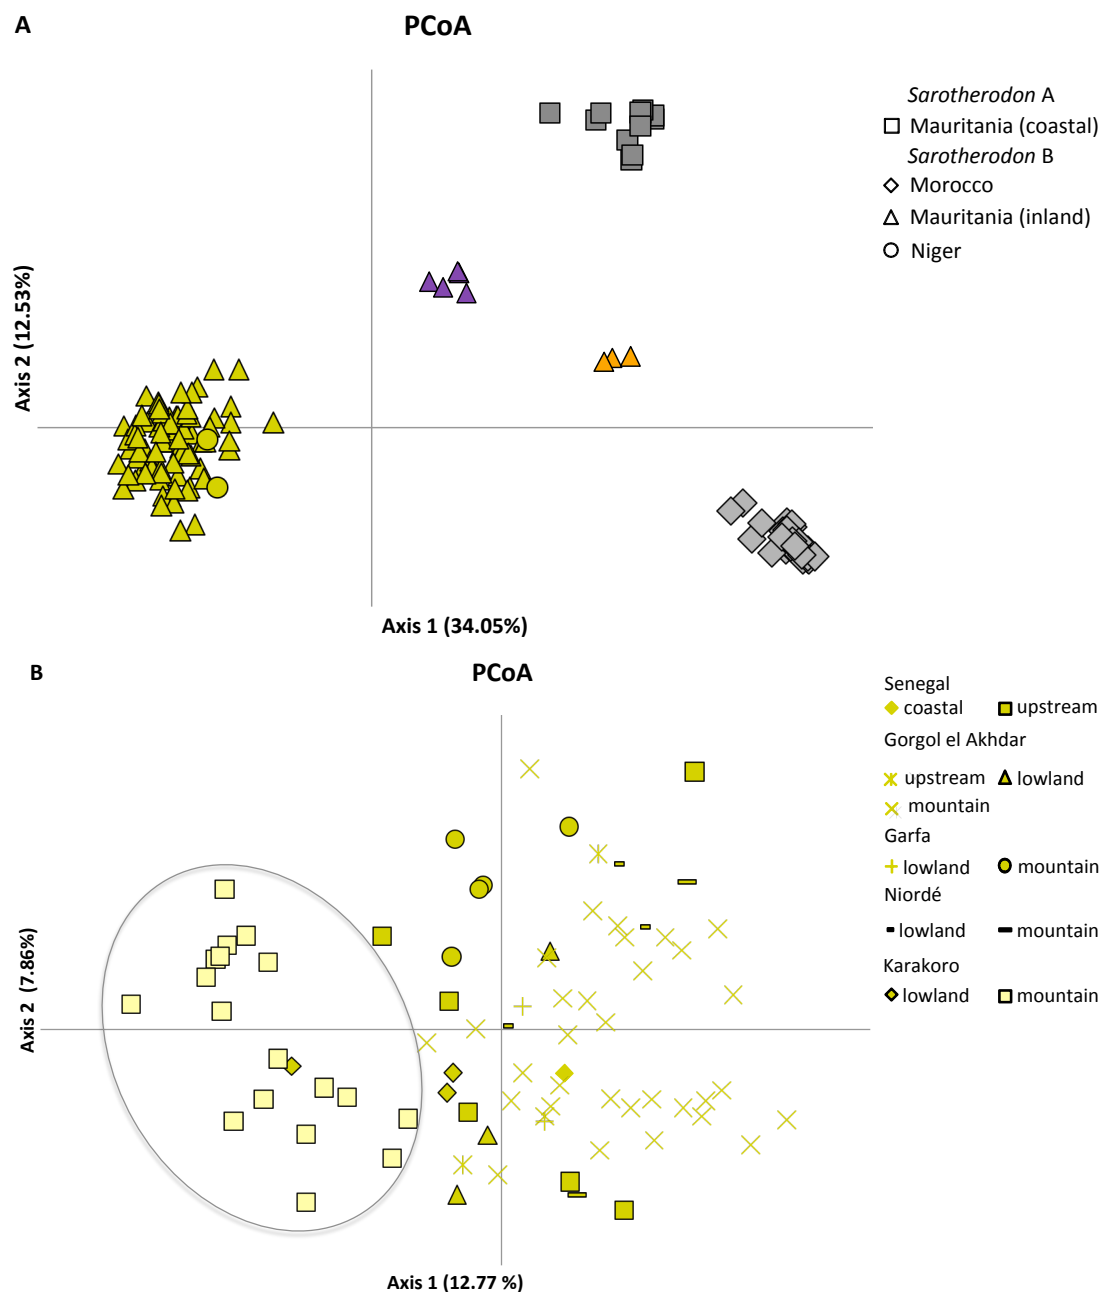 A
PCoA
Sarotherodon A
Mauritania (coastal)
Sarotherodon B
Morocco
Mauritania (inland)
Niger
Axis 2 (12.53%)
Axis 1 (34.05%)
B
PCoA
Senegal
coastal upstream
Gorgol el Akhdar
upstream lowland
mountain
Garfa
lowland mountain
Niordé
lowland mountain
Karakoro
lowland mountain
Axis 2 (7.86%)
Axis 1 (12.77 %)